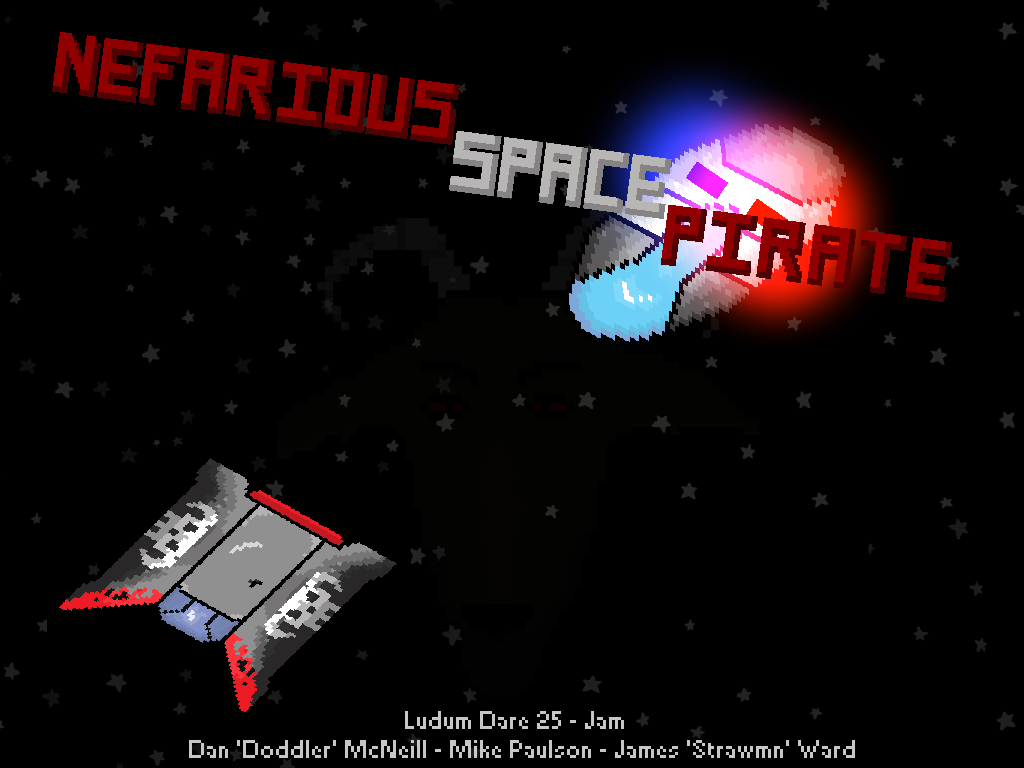 NEFARIOUS
SPACE
PIRATE
Ludum Dare 25 - Jam
Dan 'Doddler' McNeill - Mike Paulson - James 'Strawmn' Ward